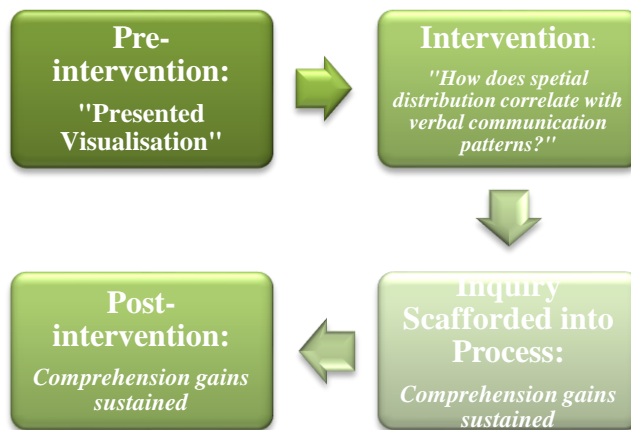 Pre-
intervention:
"Presented
Visualisation"
Intervention:
"How does spetial
distribution correlate with
verbal communication
patterns?"
Inquiry
Scafforded into
Process:
Comprehension gains
sustained
Post-
intervention:
Comprehension gains
sustained